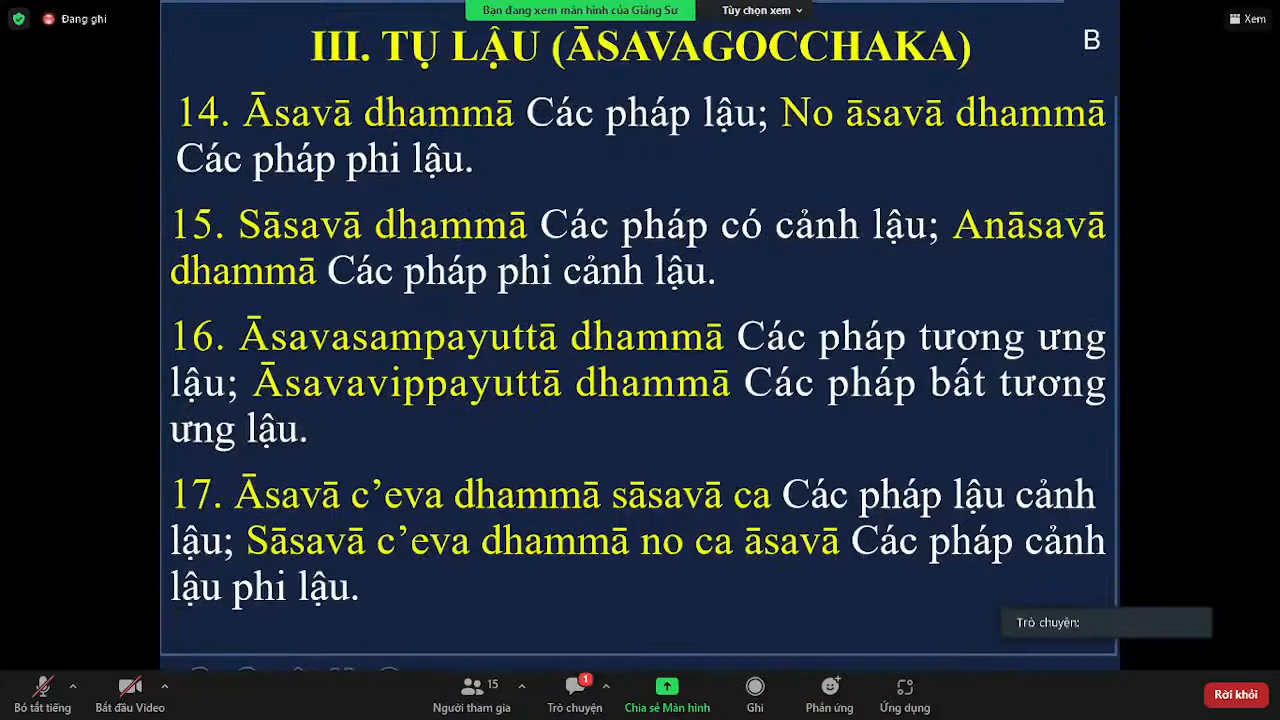 Bạn đang xem màn hình của Giảng Sư
Tùy chọn xem
Đang ghi
Xem
III. TỤ LẬU (ĀSAVAGOCCHAKA)
B
14. Āsavā dhammā Các pháp lậu; No āsavā dhammā
Các pháp phi lậu.
15. Sāsavā dhammā Các pháp có cảnh lậu; Anāsavā
dhammā Các pháp phi cảnh lậu.
16. Āsavasampayuttā dhammā Các pháp tương ưng
lậu; Āsavavippayuttā dhammā Các pháp bất tương
ưng lậu.
17. Āsavā c’eva dhammā sāsavā ca Các pháp lậu cảnh
lậu; Sāsavā c’eva dhammā no ca āsavā Các pháp cảnh
lậu phi lậu.
Trò chuyện:
15
1
Bỏ tắt tiếng
Bắt đầu Video
Người tham gia
Trò chuyện
Chia sẻ Màn hình
Ghi
Phản ứng
Ứng dụng
Rời khỏi